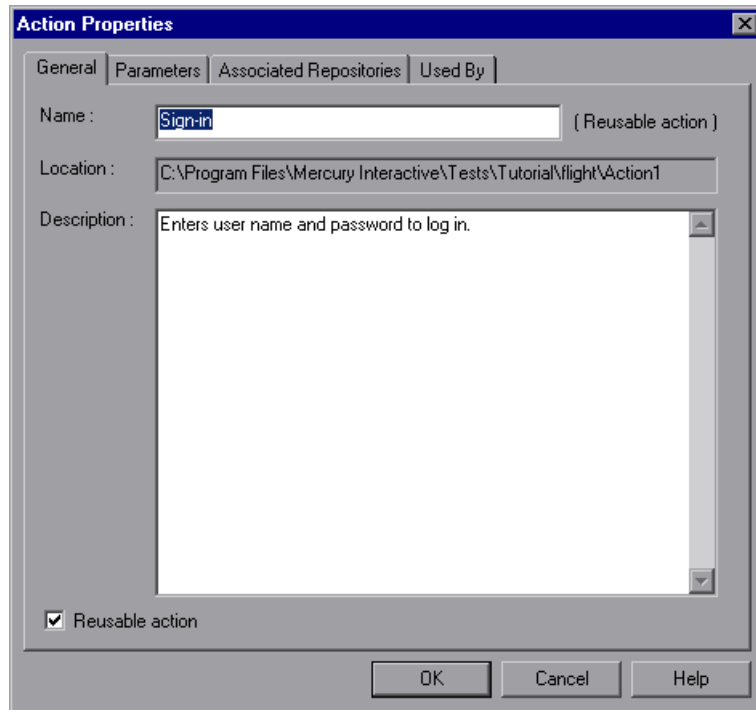 Action Properties
General Parameters Associated Repositories Used By
Name : Sign-in ( Reusable action )
Location : C:\Program Files\Mercury Interactive\Tests\Tutorial\flight\Action1
Description : Enters user name and password to log in.
Reusable action
OK Cancel Help